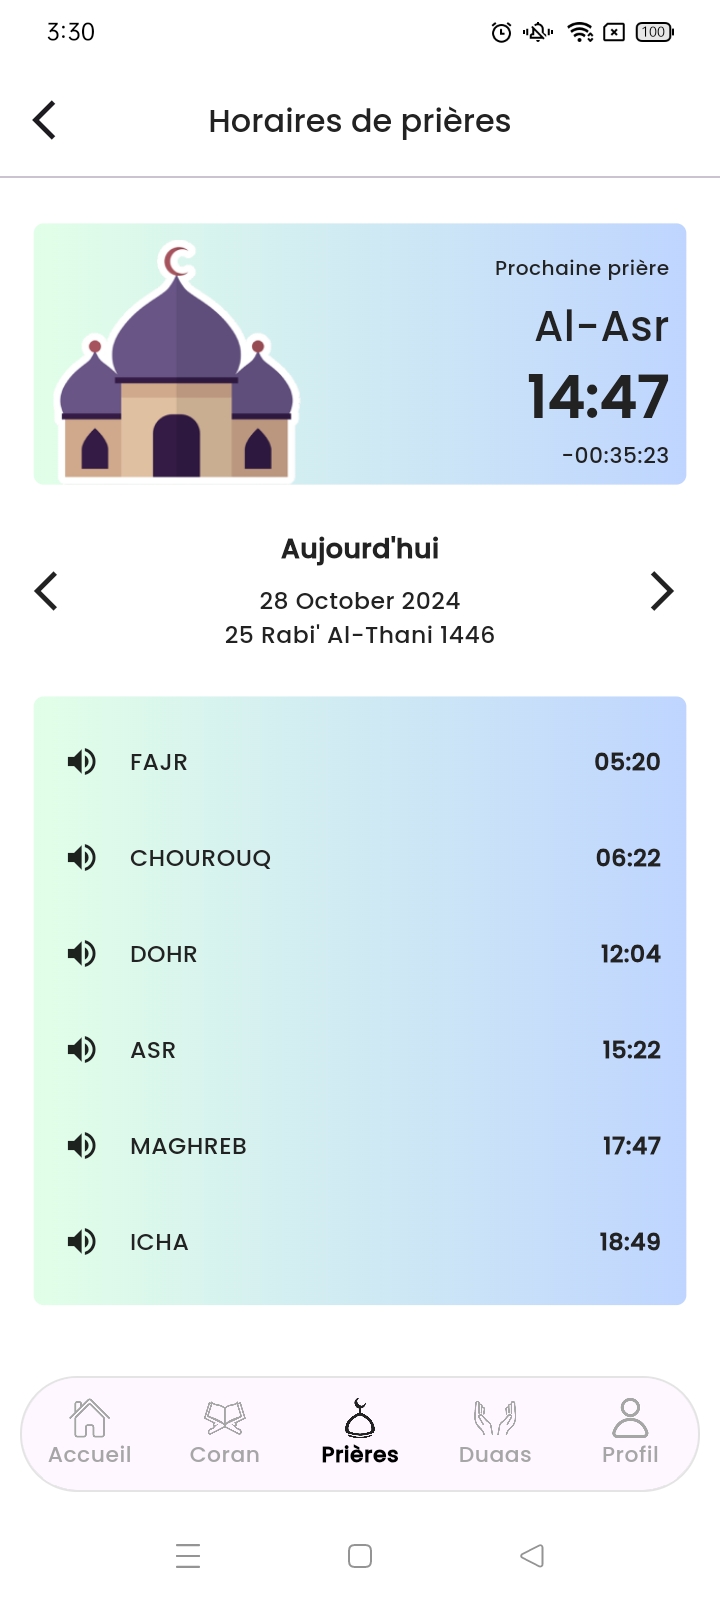 3:30
100
Horaires de prières
Prochaine prière
Al-Asr
14:47
-00:35:23
Aujourd'hui
28 October 2024
25 Rabi' Al-Thani 1446
FAJR 05:20
CHOUROUQ 06:22
DOHR 12:04
ASR 15:22
MAGHREB 17:47
ICHA 18:49
Accueil Coran Prières Duaas Profil